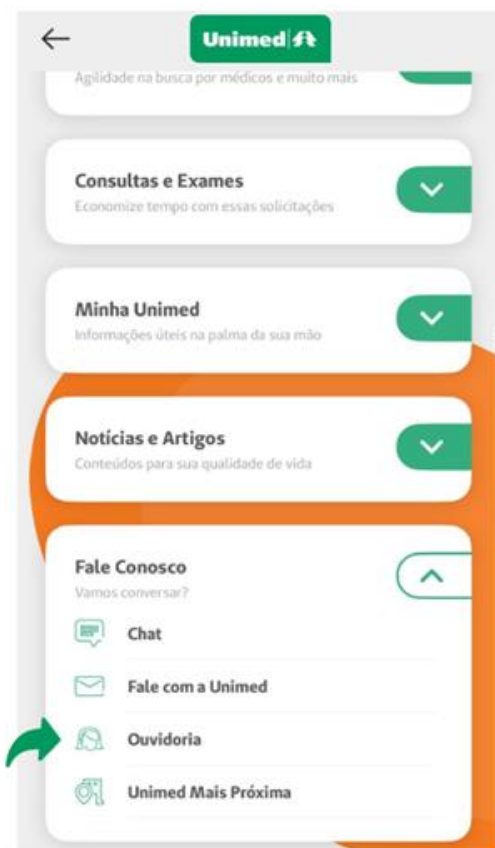 Unimed
Agilidade na busca por médicos e muito mais
Consultas e Exames
Economize tempo com essas solicitações
Minha Unimed
Informações úteis na palma da sua mão
Notícias e Artigos
Conteúdos para sua qualidade de vida
Fale Conosco
Vamos conversar?
Chat
Fale com a Unimed
Ouvidoria
Unimed Mais Próxima